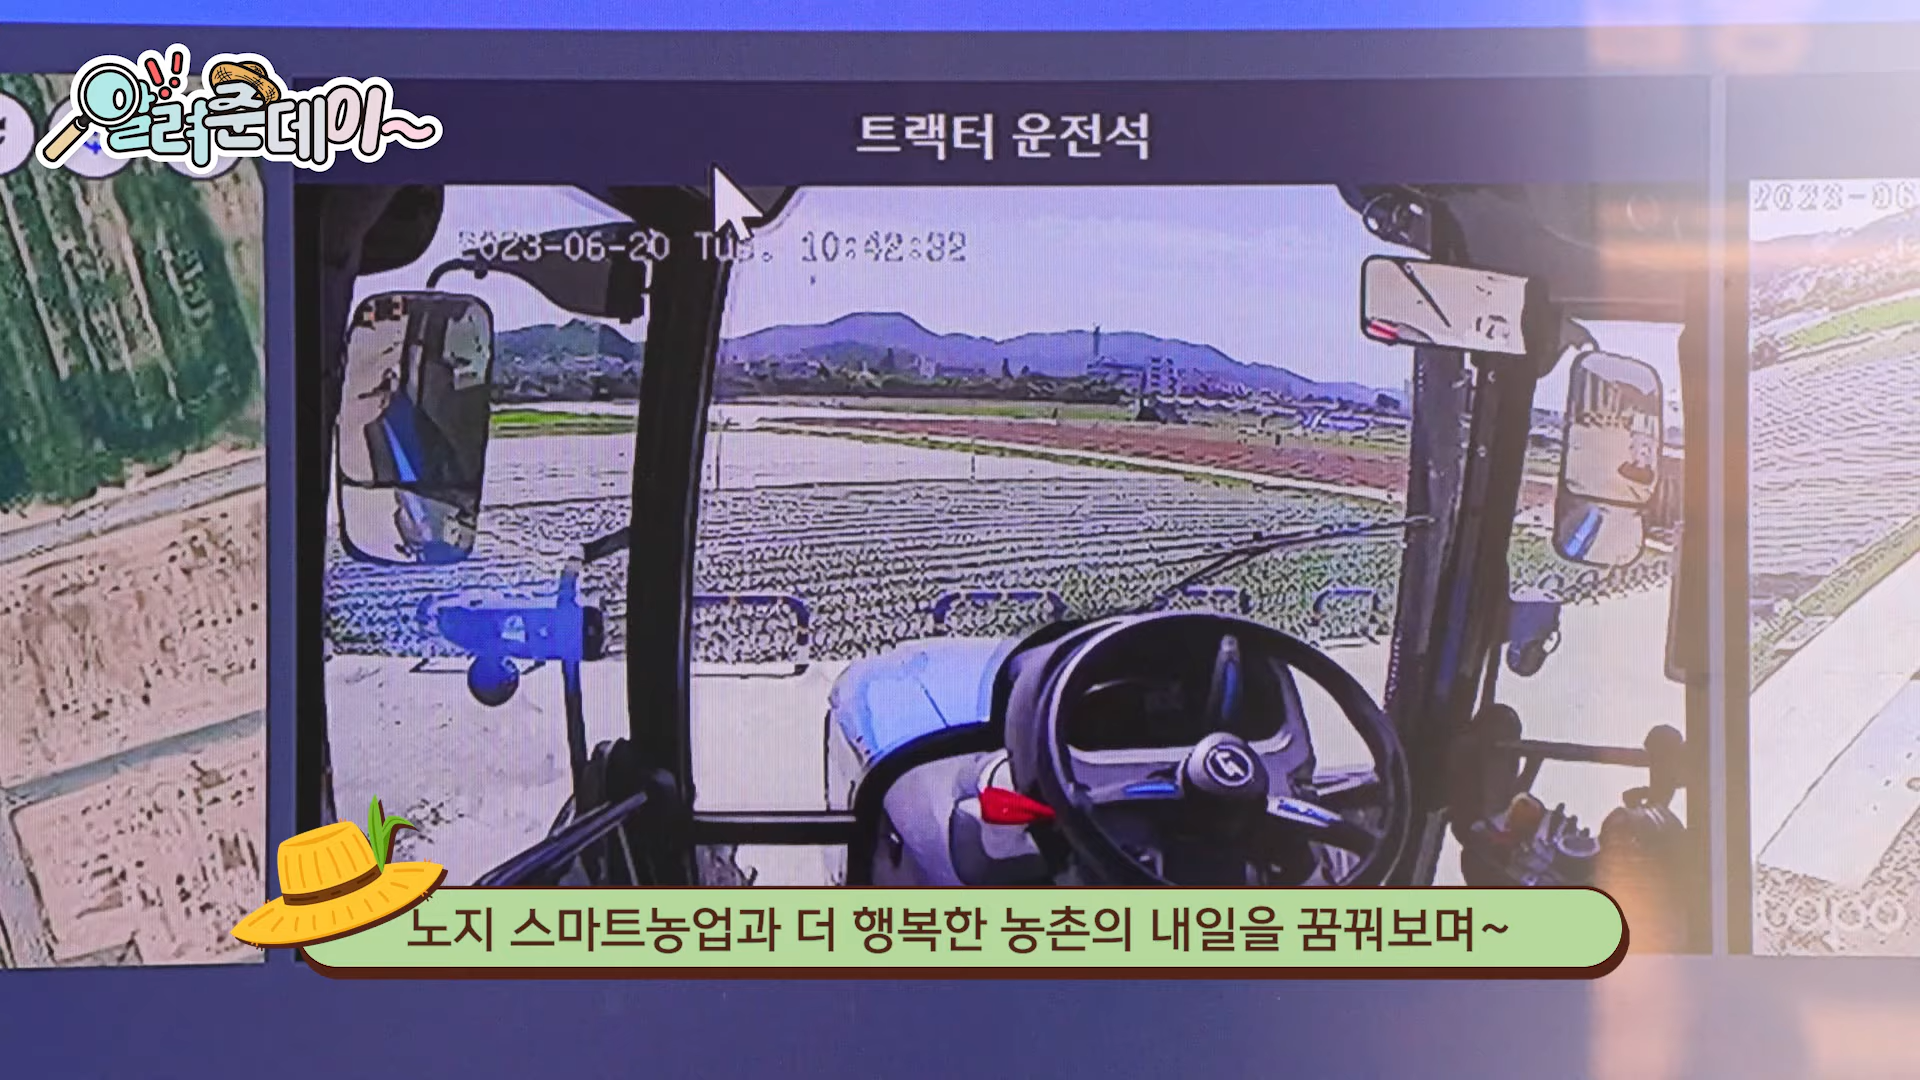 알려준데이~
트랙터 운전석
2023-06-20 Tue. 10:42:32
2023-06
노지 스마트농업과 더 행복한 농촌의 내일을 꿈꿔보며~